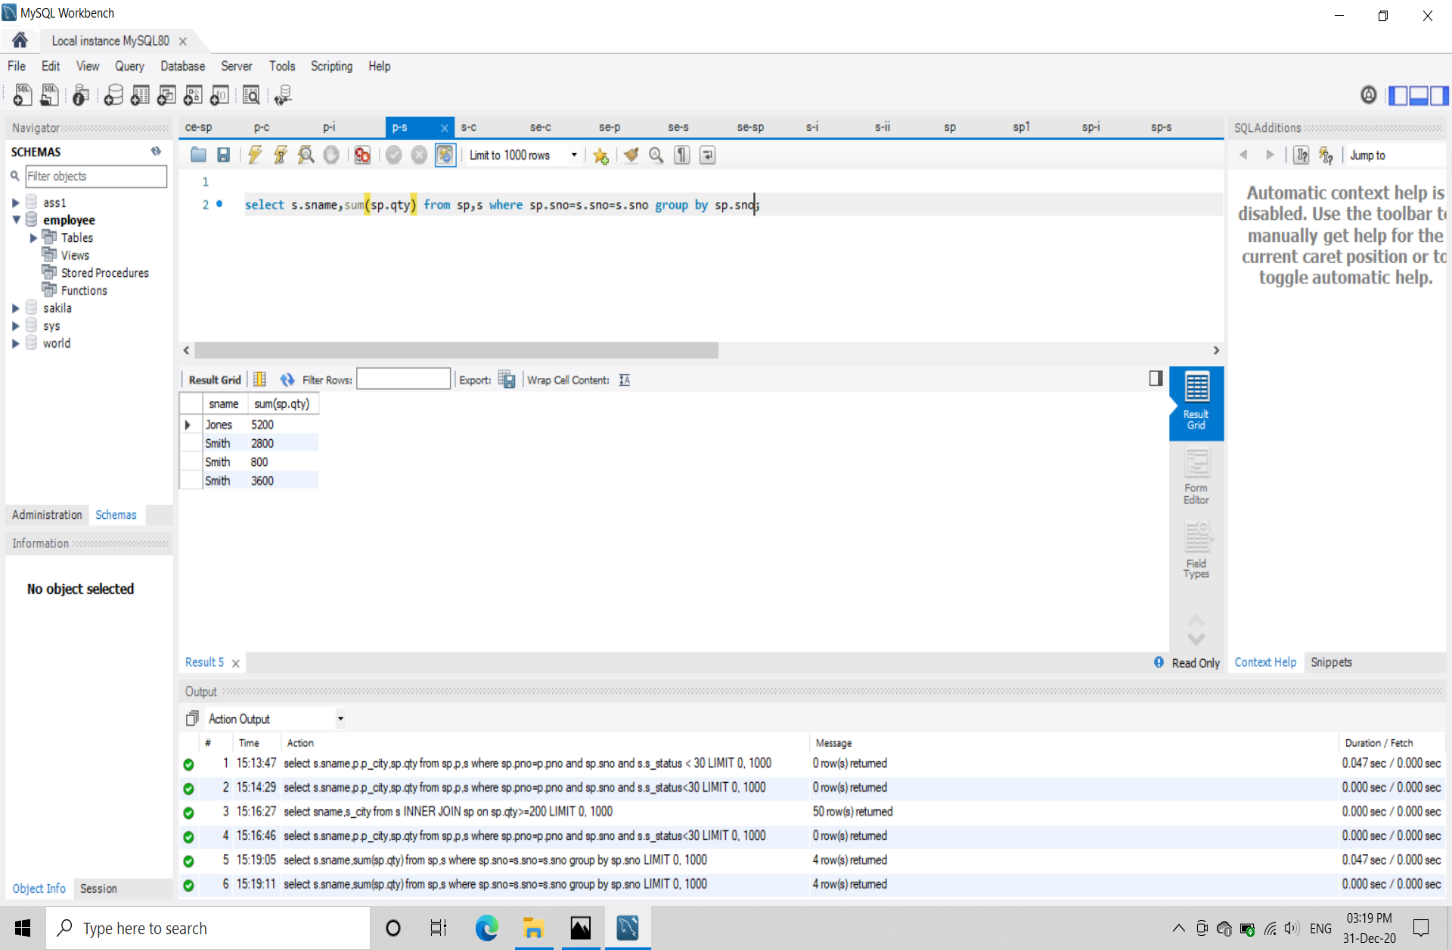 MySQL Workbench
Local instance MySQL80
File Edit View Query Database Server Tools Scripting Help
Navigator
SCHEMAS
Filter objects
ass1
employee
Tables
Views
Stored Procedures
Functions
sakila
sys
world
Administration Schemas
Information
No object selected
Object Info Session
ce-sp p-c p-i p-s s-c se-c se-p se-s se-sp s-i s-ii sp sp1 sp-i sp-s
Limit to 1000 rows
1
2 select s.sname,sum(sp.qty) from sp,s where sp.sno=s.sno=s.sno group by sp.sno;
Result Grid Filter Rows: Export: Wrap Cell Content:
sname sum(sp.qty)
Jones 5200
Smith 2800
Smith 800
Smith 3600
Result
Grid
Form
Editor
Field
Types
Result 5 Read Only
SQLAdditions
Jump to
Automatic context help is
disabled. Use the toolbar to
manually get help for the
current caret position or to
toggle automatic help.
Context Help Snippets
Output
Action Output
# Time Action Message Duration / Fetch
1 15:13:47 select s.sname,p.p_city,sp.qty from sp,p,s where sp.pno=p.pno and sp.sno and s.s_status < 30 LIMIT 0, 1000 0 row(s) returned 0.047 sec / 0.000 sec
2 15:14:29 select s.sname,p.p_city,sp.qty from sp,p,s where sp.pno=p.pno and sp.sno and s.s_status<30 LIMIT 0, 1000 0 row(s) returned 0.000 sec / 0.000 sec
3 15:16:27 select sname,s_city from s INNER JOIN sp on sp.qty>=200 LIMIT 0, 1000 50 row(s) returned 0.000 sec / 0.000 sec
4 15:16:46 select s.sname,p.p_city,sp.qty from sp,p,s where sp.pno=p.pno and sp.sno and s.s_status<30 LIMIT 0, 1000 0 row(s) returned 0.000 sec / 0.000 sec
5 15:19:05 select s.sname,sum(sp.qty) from sp,s where sp.sno=s.sno=s.sno group by sp.sno LIMIT 0, 1000 4 row(s) returned 0.047 sec / 0.000 sec
6 15:19:11 select s.sname,sum(sp.qty) from sp,s where sp.sno=s.sno=s.sno group by sp.sno LIMIT 0, 1000 4 row(s) returned 0.000 sec / 0.000 sec
Type here to search
ENG
03:19 PM
31-Dec-20